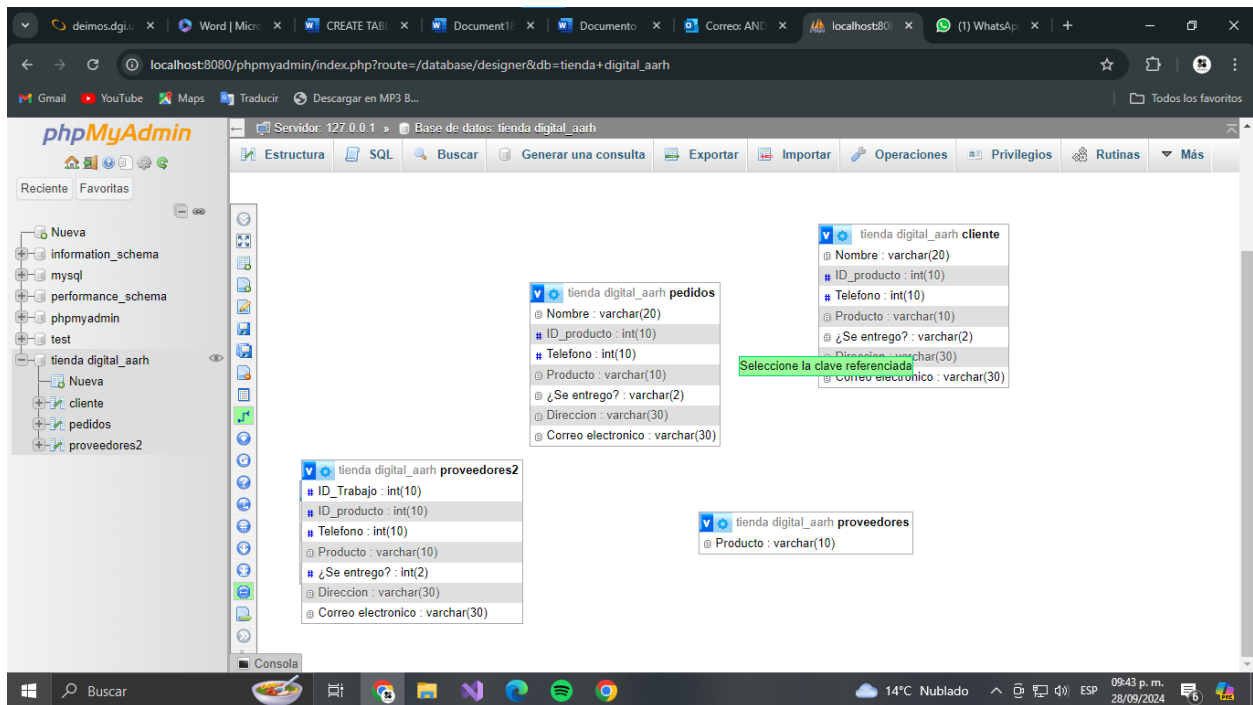 deimos.dgi.u
Word | Micro
CREATE TABL
Document18
Documento
Correo: AND
localhost:808
(1) WhatsAp
localhost:8080/phpmyadmin/index.php?route=/database/designer&db=tienda+digital_aarh
Gmail
YouTube
Maps
Traducir
Descargar en MP3 B...
Todos los favoritos
phpMyAdmin
Reciente
Favoritas
Nueva
information_schema
mysql
performance_schema
phpmyadmin
test
tienda digital_aarh
Nueva
cliente
pedidos
proveedores2
Servidor: 127.0.0.1 » Base de datos: tienda digital_aarh
Estructura
SQL
Buscar
Generar una consulta
Exportar
Importar
Operaciones
Privilegios
Rutinas
Más
tienda digital_aarh cliente
Nombre : varchar(20)
ID_producto : int(10)
Telefono : int(10)
Producto : varchar(10)
¿Se entrego? : varchar(2)
Direccion : varchar(30)
Correo electronico : varchar(30)
Seleccione la clave referenciada
tienda digital_aarh pedidos
Nombre : varchar(20)
ID_producto : int(10)
Telefono : int(10)
Producto : varchar(10)
¿Se entrego? : varchar(2)
Direccion : varchar(30)
Correo electronico : varchar(30)
tienda digital_aarh proveedores2
ID_Trabajo : int(10)
ID_producto : int(10)
Telefono : int(10)
Producto : varchar(10)
¿Se entrego? : int(2)
Direccion : varchar(30)
Correo electronico : varchar(30)
tienda digital_aarh proveedores
Producto : varchar(10)
Consola
Buscar
14°C Nublado
ESP
09:43 p. m.
28/09/2024
6
PRE